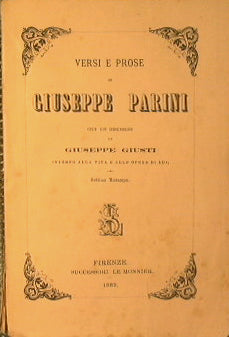 VERSI E PROSE
DI
GIUSEPPE PARINI
CON UN DISCORSO
DI
GIUSEPPE GIUSTI
INTORNO ALLA VITA E ALLE OPERE DI LUI
FIRENZE
SUCCESSORI LE MONNIER.